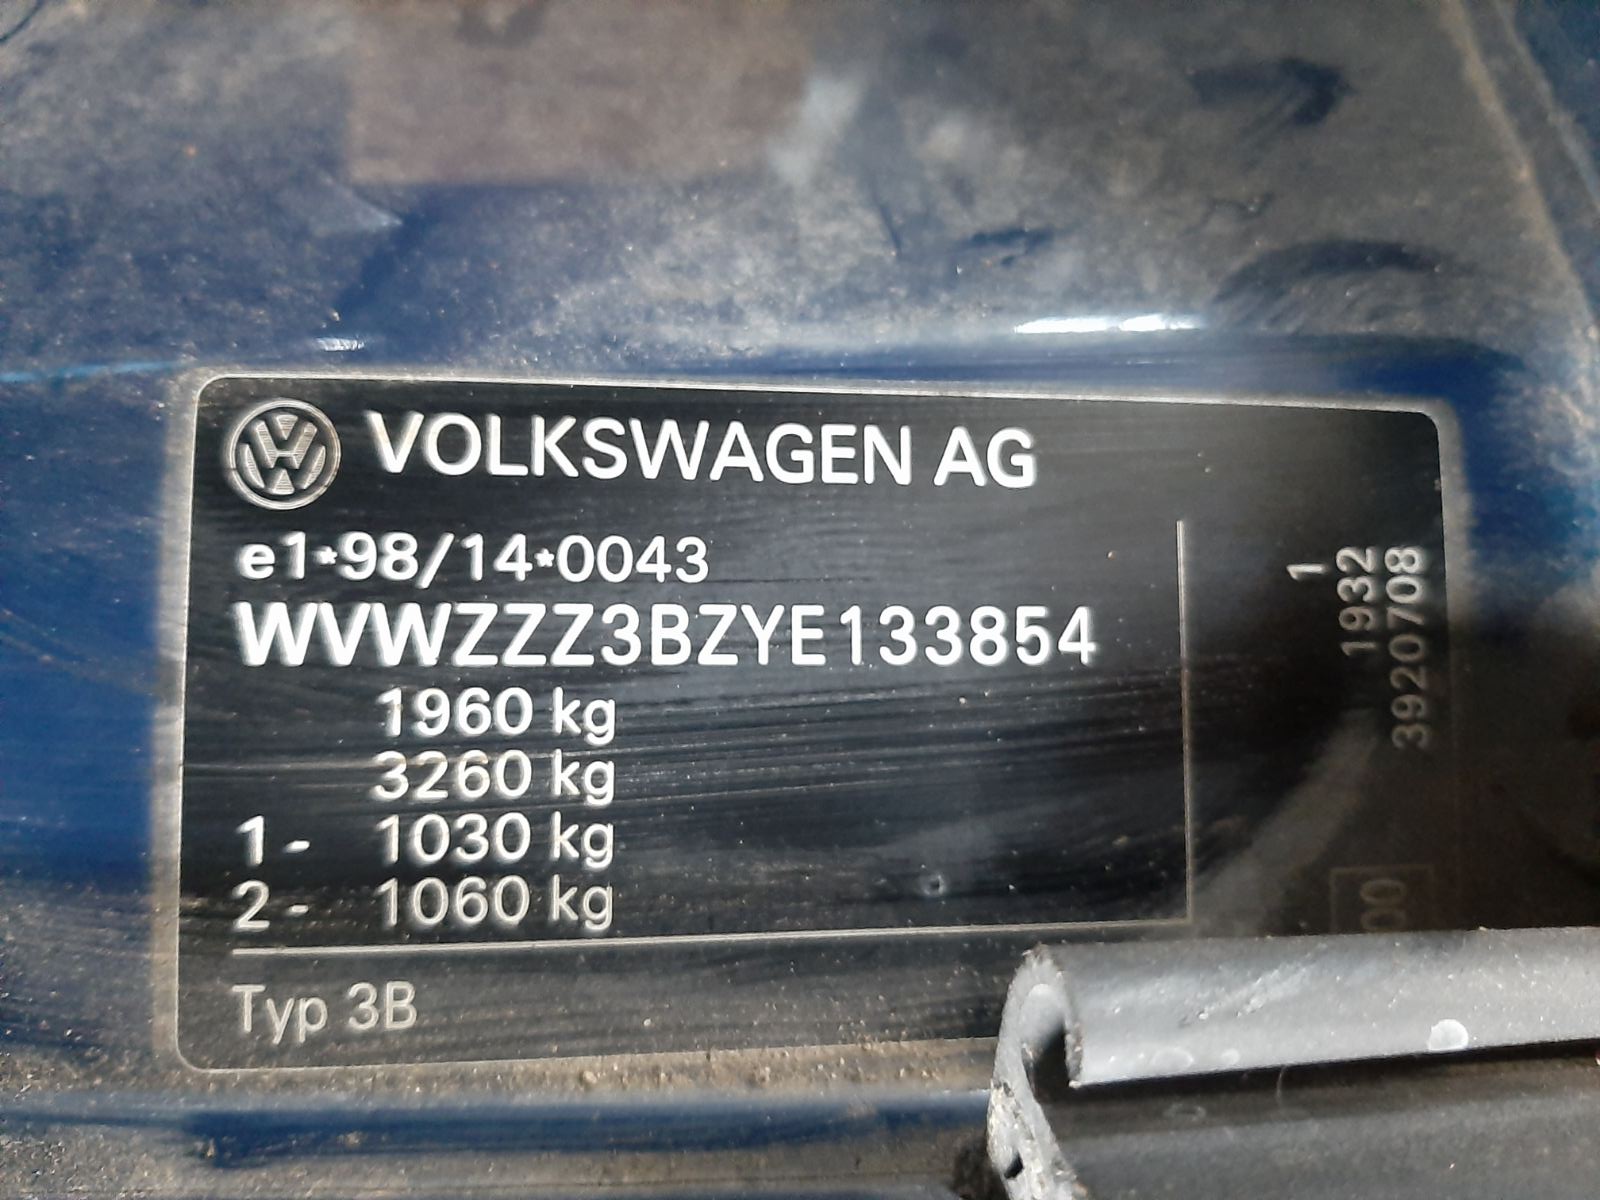 VOLKSWAGEN AG
e1*98/14*0043
WVWZZZ3BZYE133854
1960 kg
3260 kg
1- 1030 kg
2- 1060 kg
Typ 3B
1
1932
3920708